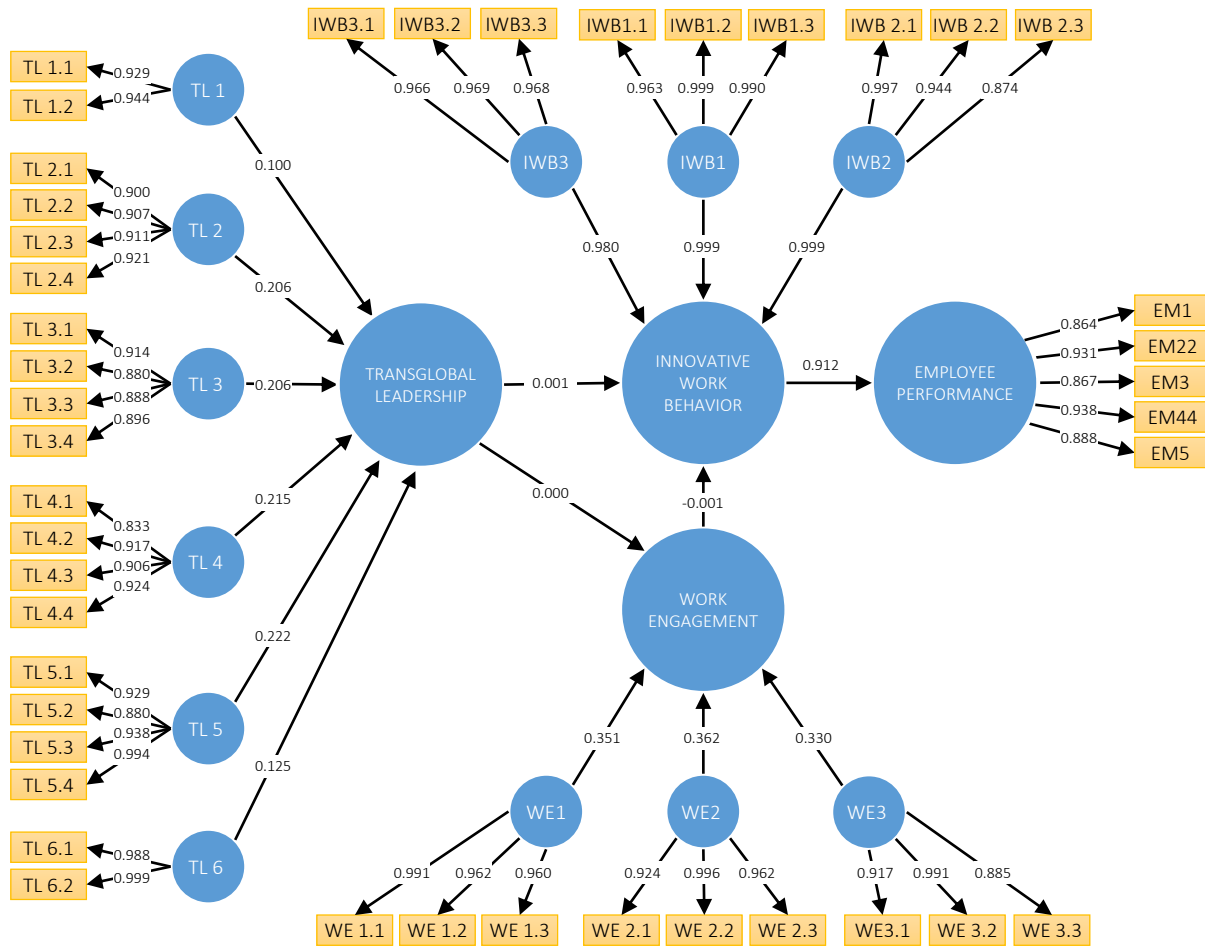 IWB3.1
IWB3.2
IWB3.3
IWB1.1
IWB1.2
IWB1.3
IWB 2.1
IWB 2.2
IWB 2.3
0.966
0.969
0.968
0.963
0.999
0.990
0.997
0.944
0.874
IWB3
IWB1
IWB2
0.980
0.999
0.999
TL 1.1
TL 1.2
0.929
0.944
TL 1
0.100
TL 2.1
TL 2.2
TL 2.3
TL 2.4
0.900
0.907
0.911
0.921
TL 2
0.206
TL 3.1
TL 3.2
TL 3.3
TL 3.4
0.914
0.880
0.888
0.896
TL 3
0.206
TL 4.1
TL 4.2
TL 4.3
TL 4.4
0.833
0.917
0.906
0.924
TL 4
0.215
TL 5.1
TL 5.2
TL 5.3
TL 5.4
0.929
0.880
0.938
0.994
TL 5
0.222
TL 6.1
TL 6.2
0.988
0.999
TL 6
0.125
TRANSGLOBAL
LEADERSHIP
0.001
0.000
INNOVATIVE
WORK
BEHAVIOR
0.912
-0.001
EMPLOYEE
PERFORMANCE
0.864
0.931
0.867
0.938
0.888
EM1
EM22
EM3
EM44
EM5
WORK
ENGAGEMENT
0.351
0.362
0.330
WE1
WE2
WE3
0.991
0.962
0.960
0.924
0.996
0.962
0.917
0.991
0.885
WE 1.1
WE 1.2
WE 1.3
WE 2.1
WE 2.2
WE 2.3
WE3.1
WE 3.2
WE 3.3